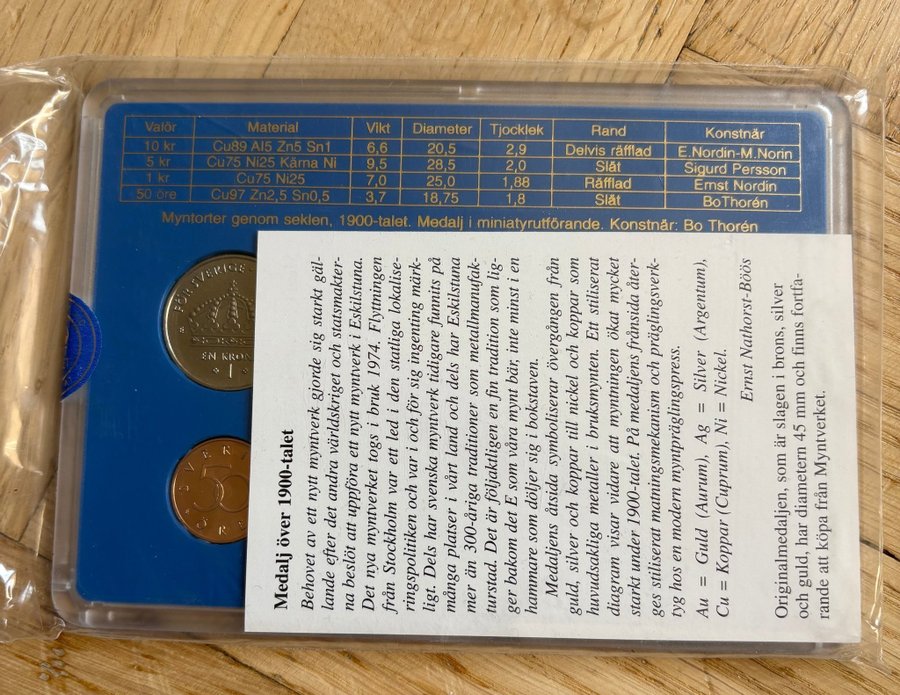 Valör Material Vikt Diameter Tjocklek Rand Konstnär
10 kr Cu89 Al5 Zn5 Sn1 6,6 20,5 2,9 Delvis räfflad E.Nordin-M.Norin
5 kr Cu75 Ni25 Kärna Ni 9,5 28,5 2,0 Slät Sigurd Persson
1 kr Cu75 Ni25 7,0 25,0 1,88 Räfflad Ernst Nordin
50 öre Cu97 Zn2,5 Sn0,5 3,7 18,75 1,8 Slät Bo Thorén
Myntorter genom seklen, 1900-talet. Medalj i miniatyrutförande. Konstnär: Bo Thorén
FÖR SVERIGE
EN KRON
1
SVERI
50
ÖRE
Medalj över 1900-talet
Behovet av ett nytt myntverk gjorde sig starkt gäl-
lande efter det andra världskriget och statsmakter-
na beslöt att uppföra ett nytt myntverk i Eskilstuna.
Det nya myntverket togs i bruk 1974. Flyttningen
från Stockholm var ett led i den statliga lokalise-
ringspolitiken och var i och för sig ingenting märk-
ligt. Dels har svenska myntverk tidigare funnits på
många platser i vårt land och dels har Eskilstuna
mer än 300-åriga traditioner som metallmanufak-
turstad. Det är följaktligen en fin tradition som lig-
ger bakom det E som våra mynt bär, inte minst i en
hammare som döljer sig i bokstaven.
Medaljens åtsida symboliserar övergången från
guld, silver och koppar till nickel och koppar som
huvudsakliga metaller i bruksmynten. Ett stiliserat
diagram visar vidare att myntningen ökat mycket
starkt under 1900-talet. På medaljens frånsida åter-
ges stiliserat matningsmekanism och präglingsverk-
tyg hos en modern myntpräglingspress.
Au = Guld (Aurum), Ag = Silver (Argentum),
Cu = Koppar (Cuprum), Ni = Nickel.
Ernst Nathorst-Böös
Originalmedaljen, som är slagen i brons, silver
och guld, har diametern 45 mm och finns fortfa-
rande att köpa från Myntverket.